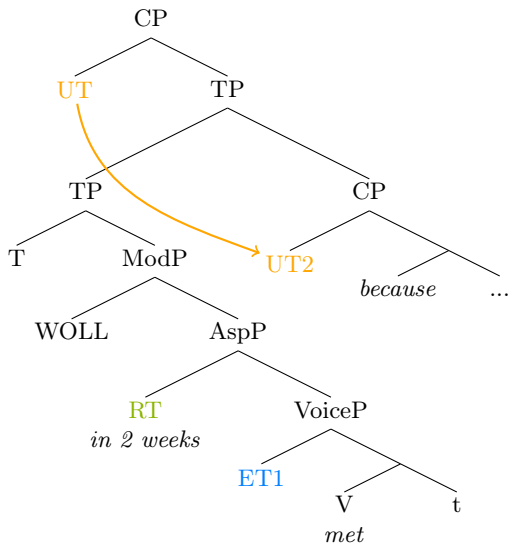 CP
UT TP
TP CP
T ModP UT2
because ...
WOLL AspP
RT VoiceP
in 2 weeks
ET1
V t
met